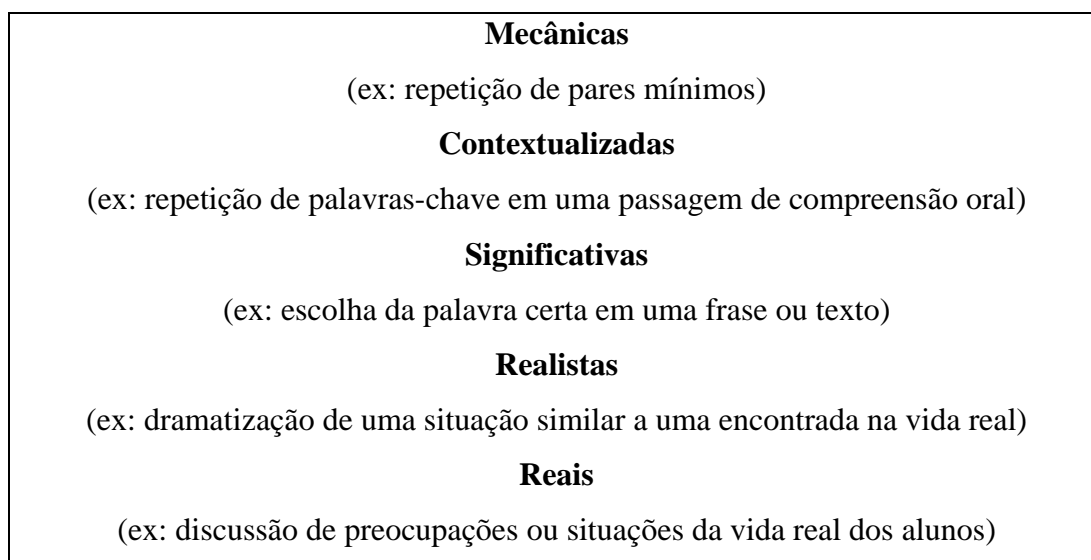 Mecânicas
(ex: repetição de pares mínimos)
Contextualizadas
(ex: repetição de palavras-chave em uma passagem de compreensão oral)
Significativas
(ex: escolha da palavra certa em uma frase ou texto)
Realistas
(ex: dramatização de uma situação similar a uma encontrada na vida real)
Reais
(ex: discussão de preocupações ou situações da vida real dos alunos)